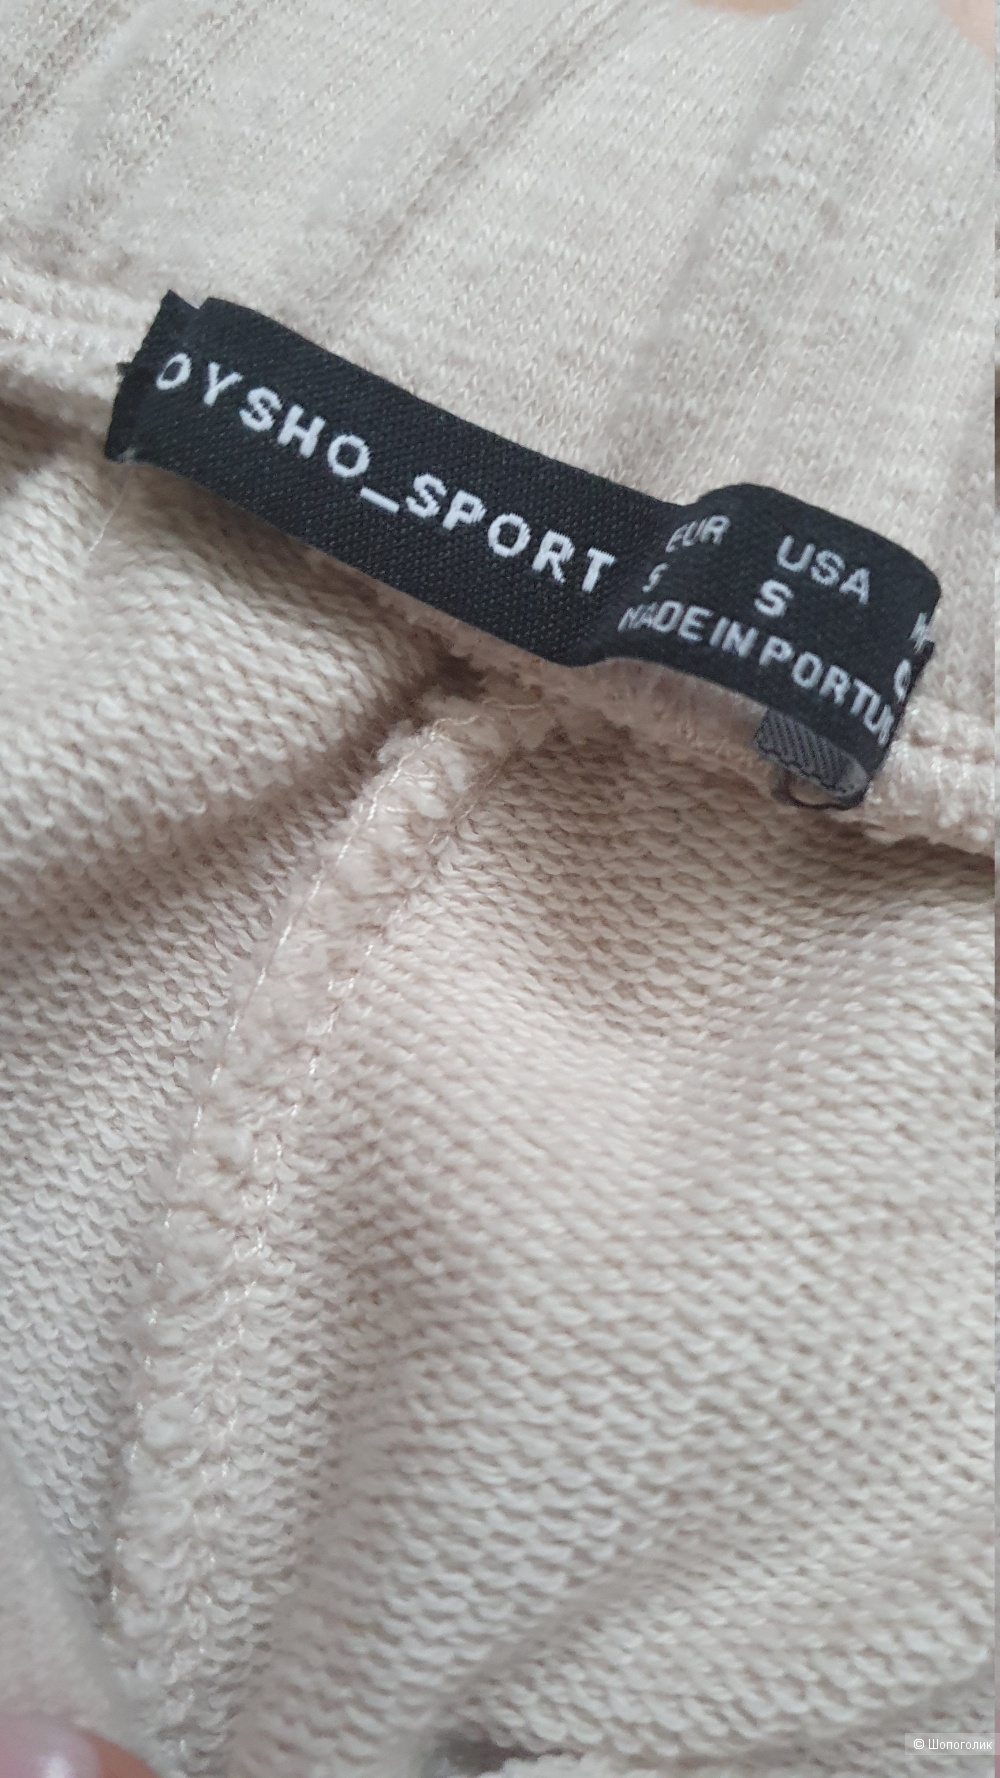 OYSHO_SPORT
EUR USA
S S
MADE IN PORTU
© Шопоголик